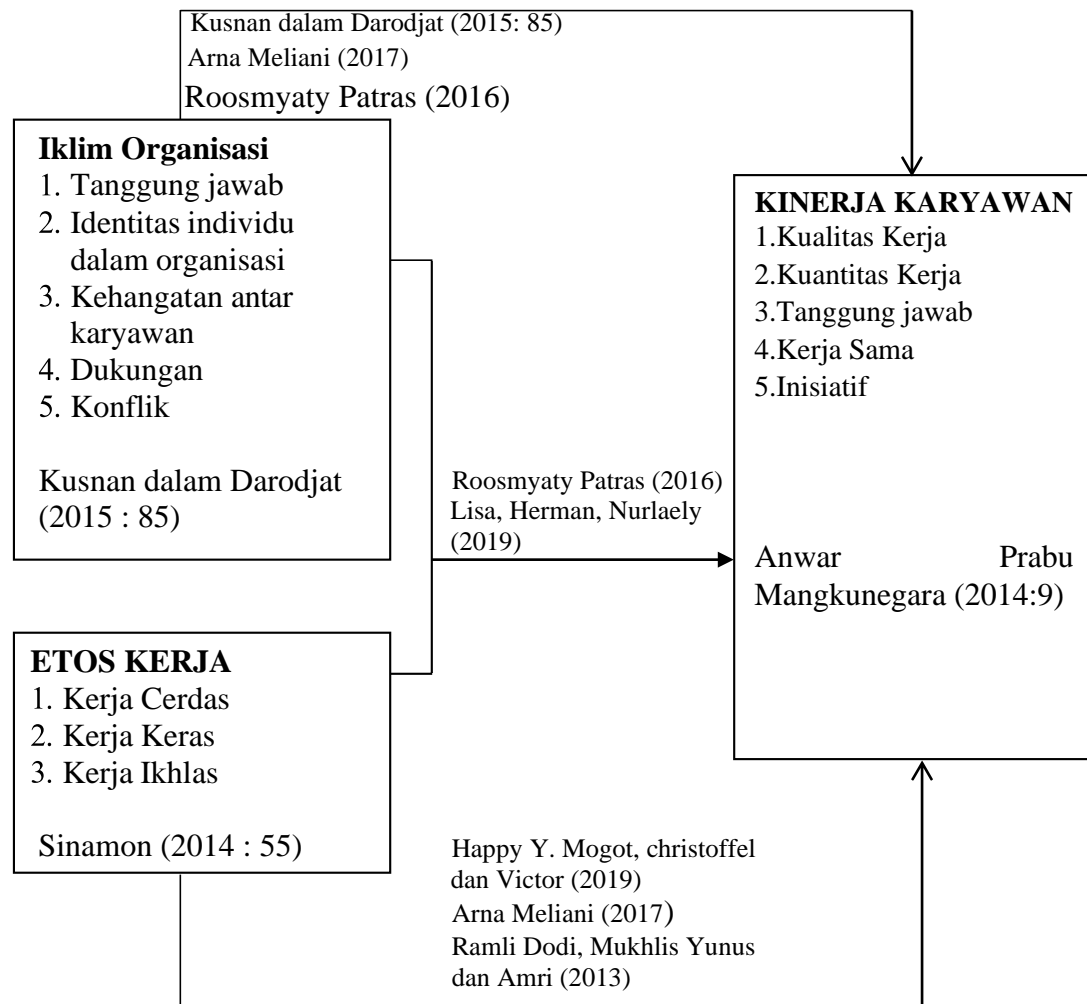 Kusnan dalam Darodjat (2015: 85)
Arna Meliani (2017)
Roosmyaty Patras (2016)
Iklim Organisasi
1. Tanggung jawab
2. Identitas individu
dalam organisasi
3. Kehangatan antar
karyawan
4. Dukungan
5. Konflik
Kusnan dalam Darodjat
(2015 : 85)
KINERJA KARYAWAN
1.Kualitas Kerja
2.Kuantitas Kerja
3.Tanggung jawab
4.Kerja Sama
5.Inisiatif
Anwar Prabu
Mangkunegara (2014:9)
Roosmyaty Patras (2016)
Lisa, Herman, Nurlaely
(2019)
ETOS KERJA
1. Kerja Cerdas
2. Kerja Keras
3. Kerja Ikhlas
Sinamon (2014 : 55)
Happy Y. Mogot, christoffel
dan Victor (2019)
Arna Meliani (2017)
Ramli Dodi, Mukhlis Yunus
dan Amri (2013)